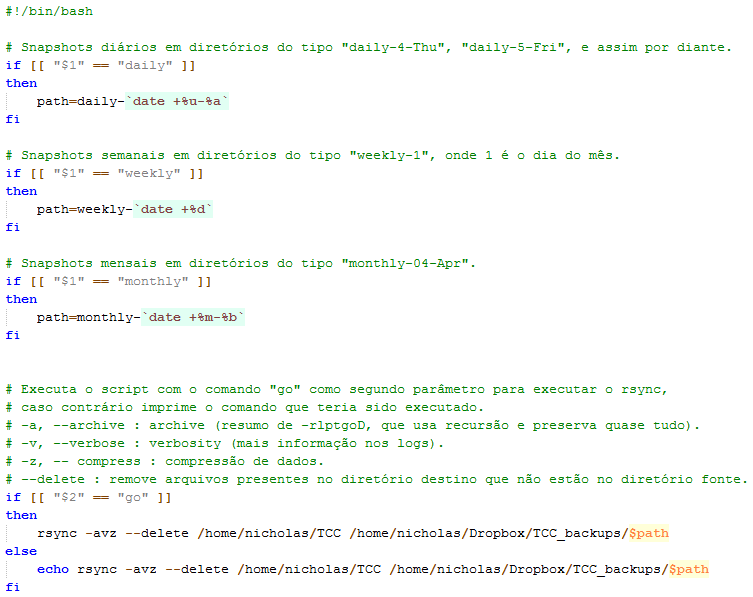 #!/bin/bash
# Snapshots diários em diretórios do tipo "daily-4-Thu", "daily-5-Fri", e assim por diante.
if [[ "$1" == "daily" ]]
then
path=daily-`date +%u-%a`
fi
# Snapshots semanais em diretórios do tipo "weekly-1", onde 1 é o dia do mês.
if [[ "$1" == "weekly" ]]
then
path=weekly-`date +%d`
fi
# Snapshots mensais em diretórios do tipo "monthly-04-Apr".
if [[ "$1" == "monthly" ]]
then
path=monthly-`date +%m-%b`
fi
# Executa o script com o comando "go" como segundo parâmetro para executar o rsync,
# caso contrário imprime o comando que teria sido executado.
# -a, --archive : archive (resumo de -rlptgoD, que usa recursão e preserva quase tudo).
# -v, --verbose : verbosity (mais informação nos logs).
# -z, -- compress : compressão de dados.
# --delete : remove arquivos presentes no diretório destino que não estão no diretório fonte.
if [[ "$2" == "go" ]]
then
rsync -avz --delete /home/nicholas/TCC /home/nicholas/Dropbox/TCC_backups/$path
else
echo rsync -avz --delete /home/nicholas/TCC /home/nicholas/Dropbox/TCC_backups/$path
fi